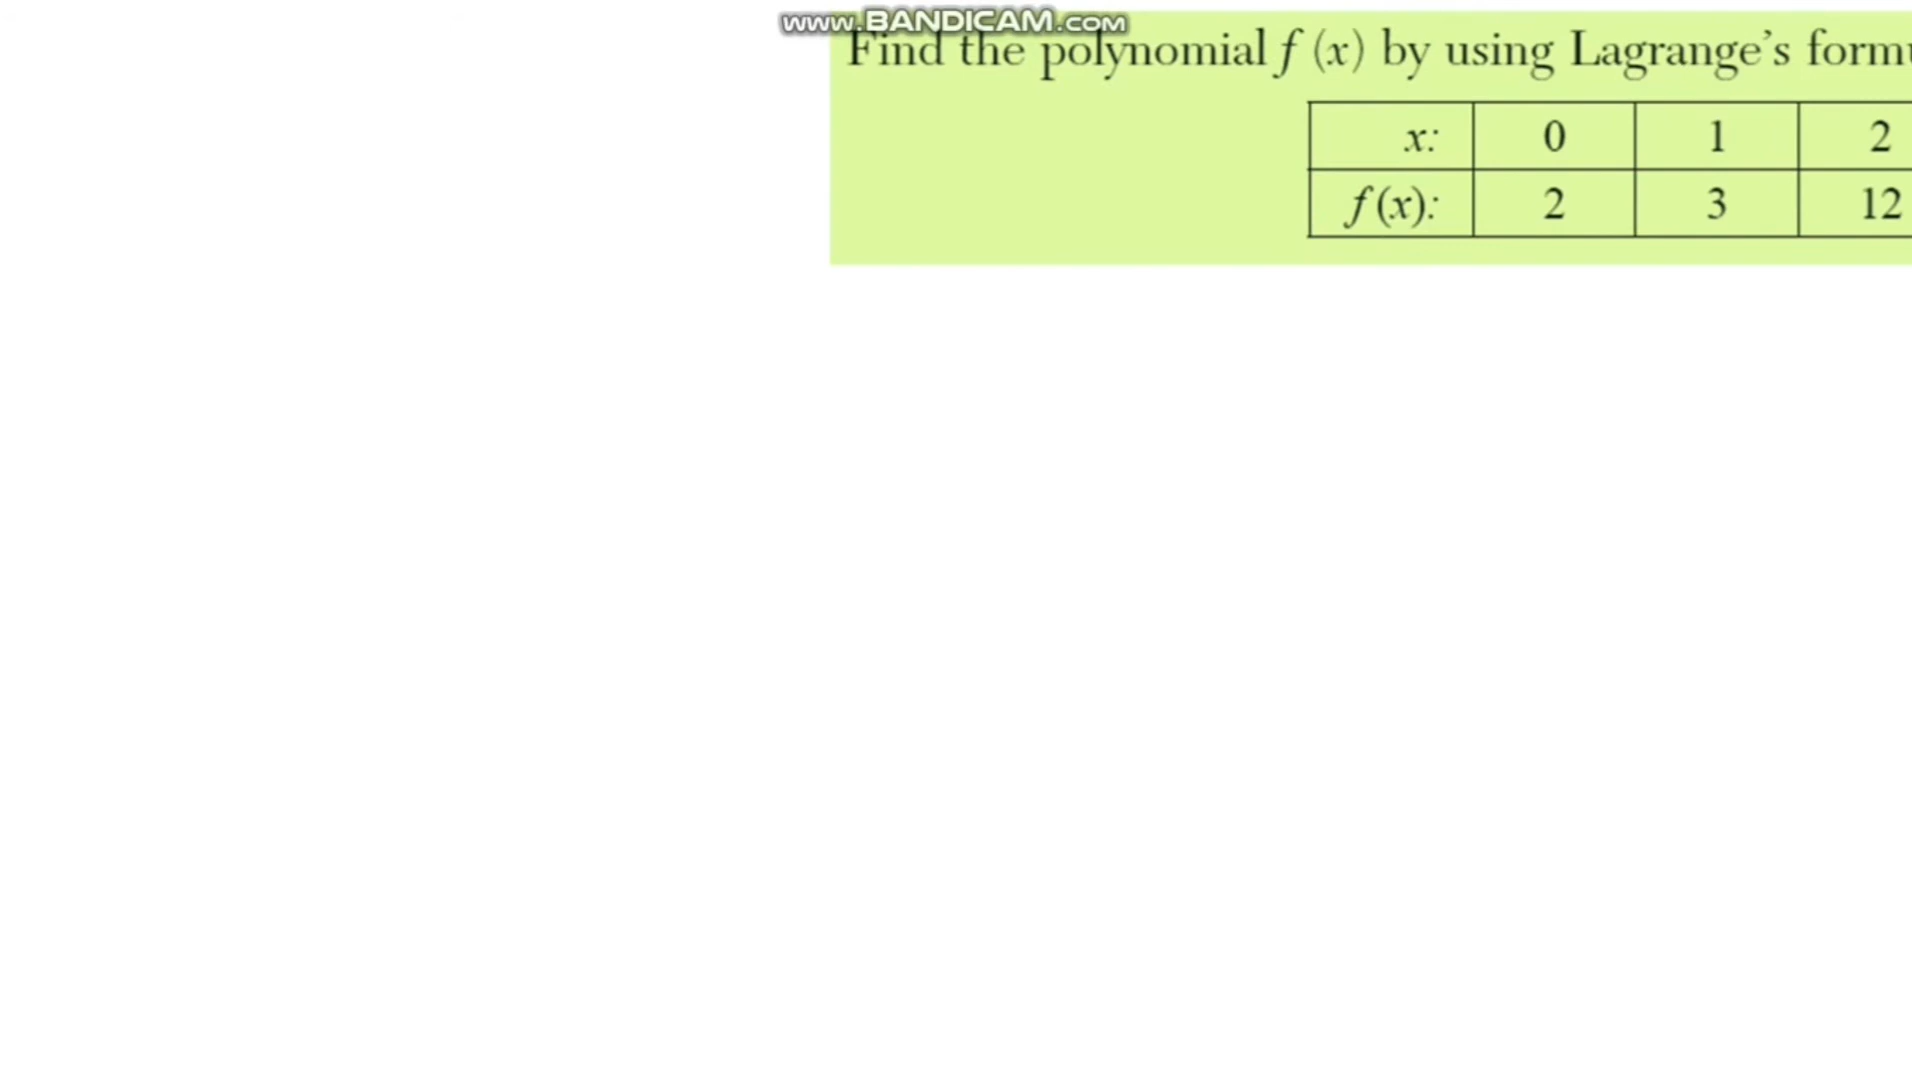 www.BANDICAM.com
Find the polynomial f (x) by using Lagrange's
x: 0 1 2
f (x): 2 3 12